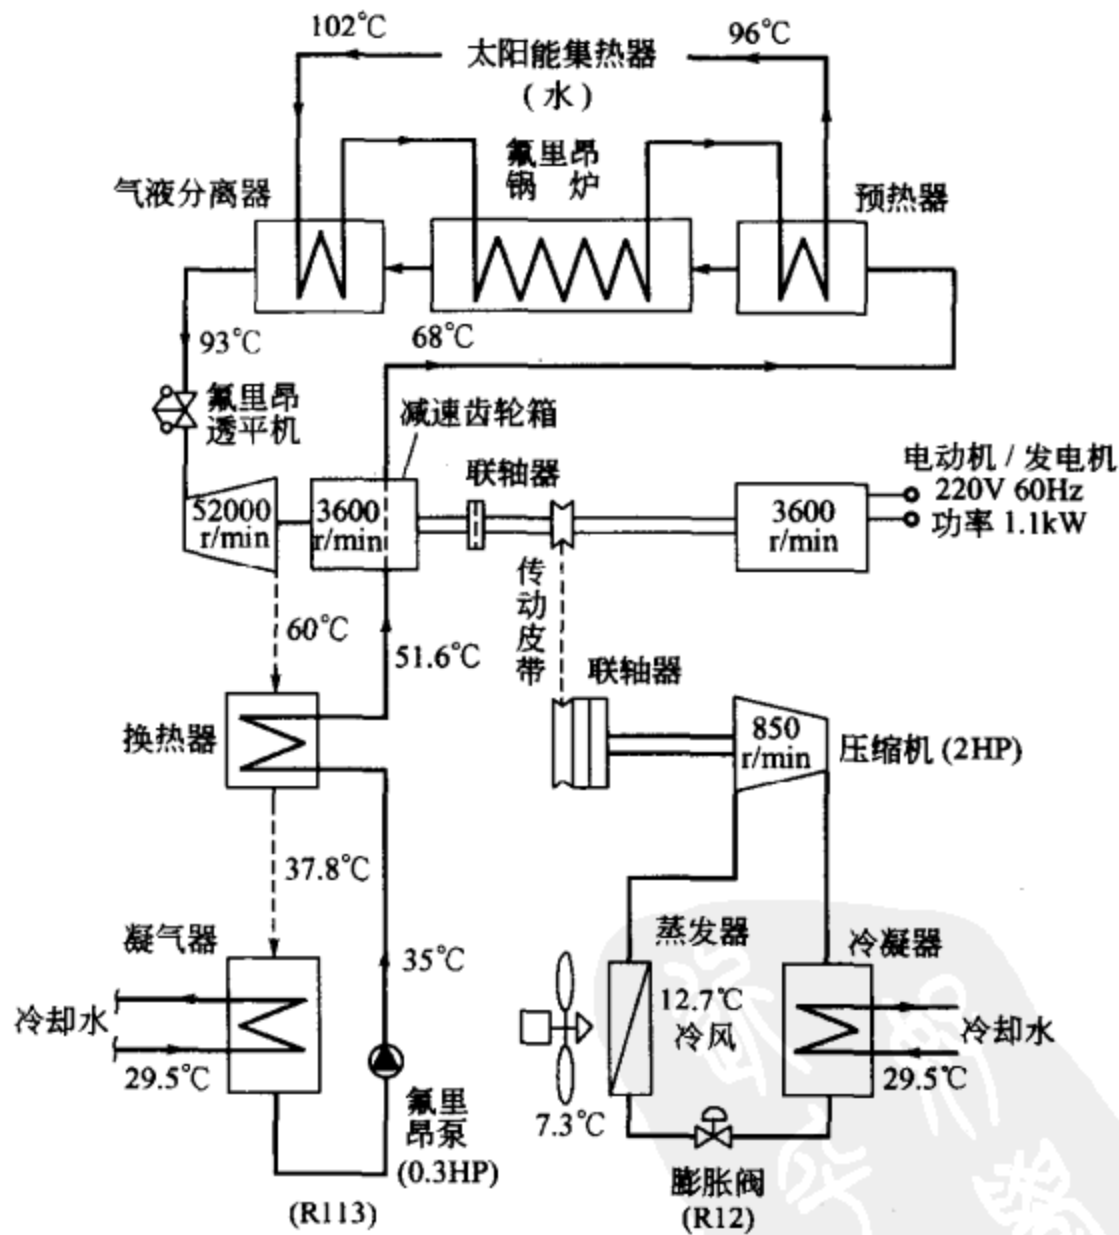 102℃
太阳能集热器
(水)
96℃
氟里昂
锅 炉
气液分离器
预热器
93℃
68℃
氟里昂
透平机
减速齿轮箱
联轴器
电动机 / 发电机
220V 60Hz
功率 1.1kW
52000
r/min
3600
r/min
3600
r/min
传动皮带
60℃
51.6℃
联轴器
换热器
850
r/min
压缩机 (2HP)
37.8℃
凝气器
35℃
蒸发器
冷凝器
冷却水
29.5℃
12.7℃
冷风
冷却水
29.5℃
氟里
昂泵
(0.3HP)
7.3℃
膨胀阀
(R12)
(R113)